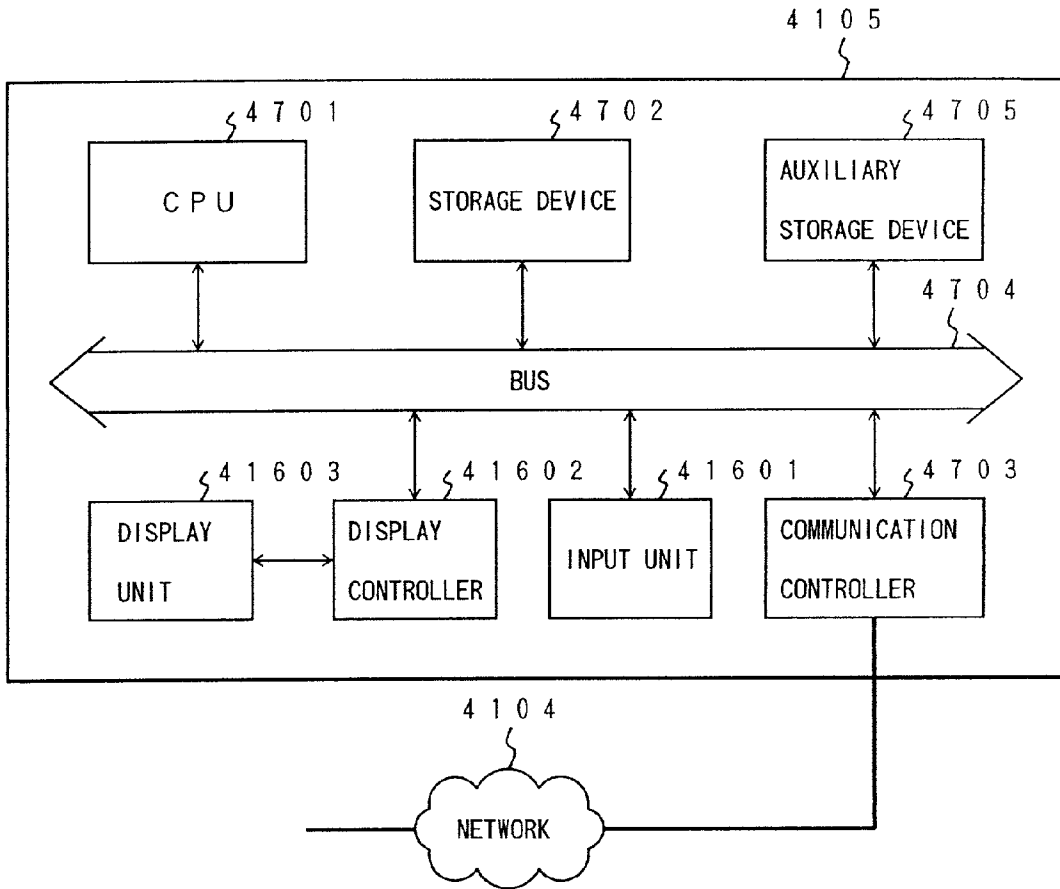 4105
4701
4702
4705
CPU
STORAGE DEVICE
AUXILIARY
STORAGE DEVICE
4704
BUS
41603
41602
41601
4703
DISPLAY
UNIT
DISPLAY
CONTROLLER
INPUT UNIT
COMMUNICATION
CONTROLLER
4104
NETWORK